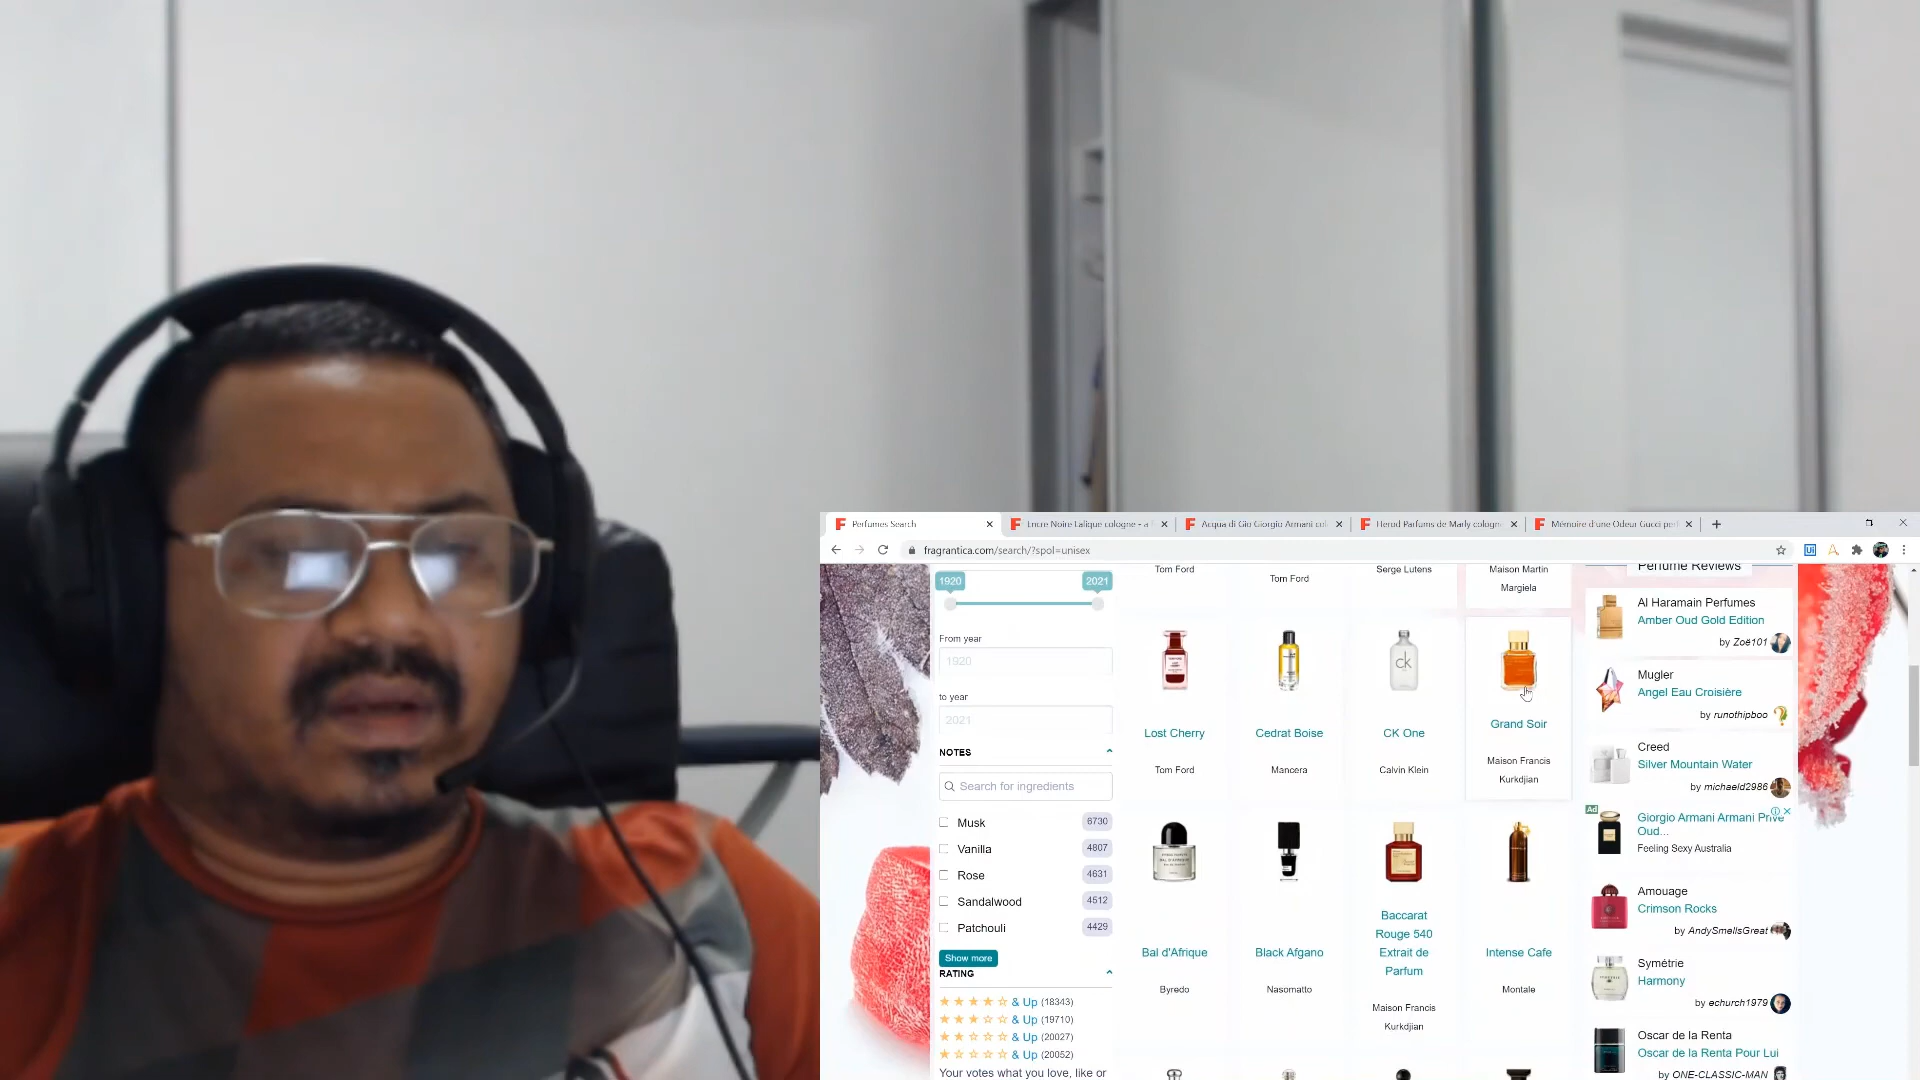 Perfumes Search
Encre Noire Lalique cologne - a
Acqua di Gio Giorgio Armani col
Herod Parfums de Marly cologn
Mémoire d'une Odeur Gucci perf
fragrantica.com/search/?spol=unisex
1920
2021
From year
1920
to year
2021
NOTES
Search for ingredients
Musk 6730
Vanilla 4807
Rose 4631
Sandalwood 4512
Patchouli 4429
Show more
RATING
& Up (18343)
& Up (19710)
& Up (20027)
& Up (20052)
Your votes what you love, like or
Tom Ford
Tom Ford
Serge Lutens
Maison Martin
Margiela
ck
Lost Cherry
Tom Ford
Cedrat Boise
Mancera
CK One
Calvin Klein
Grand Soir
Maison Francis
Kurkdjian
Bal d'Afrique
Byredo
Black Afgano
Nasomatto
Baccarat
Rouge 540
Extrait de
Parfum
Maison Francis
Kurkdjian
Intense Cafe
Montale
Perfume Reviews
Al Haramain Perfumes
Amber Oud Gold Edition
by Zoë101
Mugler
Angel Eau Croisière
by runothipboo
Creed
Silver Mountain Water
by michaeld2986
Ad
Giorgio Armani Armani Prive
Oud...
Feeling Sexy Australia
Amouage
Crimson Rocks
by AndySmellsGreat
Symétrie
Harmony
by echurch1979
Oscar de la Renta
Oscar de la Renta Pour Lui
by ONE-CLASSIC-MAN